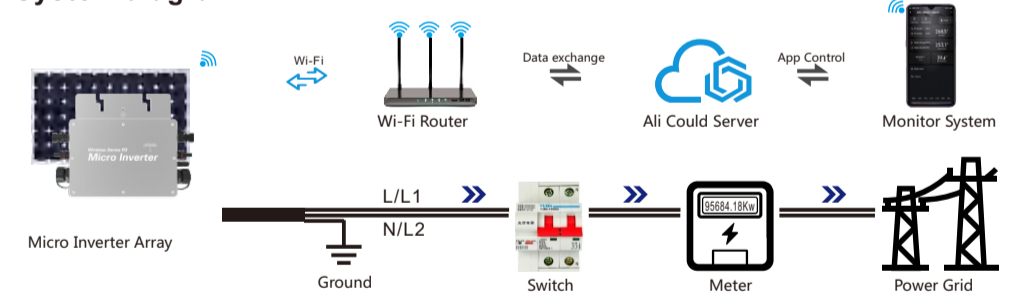 Wi-Fi
Data exchange
App Control
Wi-Fi Router
Ali Could Server
Monitor System
Micro Inverter
L/L1
N/L2
95684.18Kw
Micro Inverter Array
Ground
Switch
Meter
Power Grid